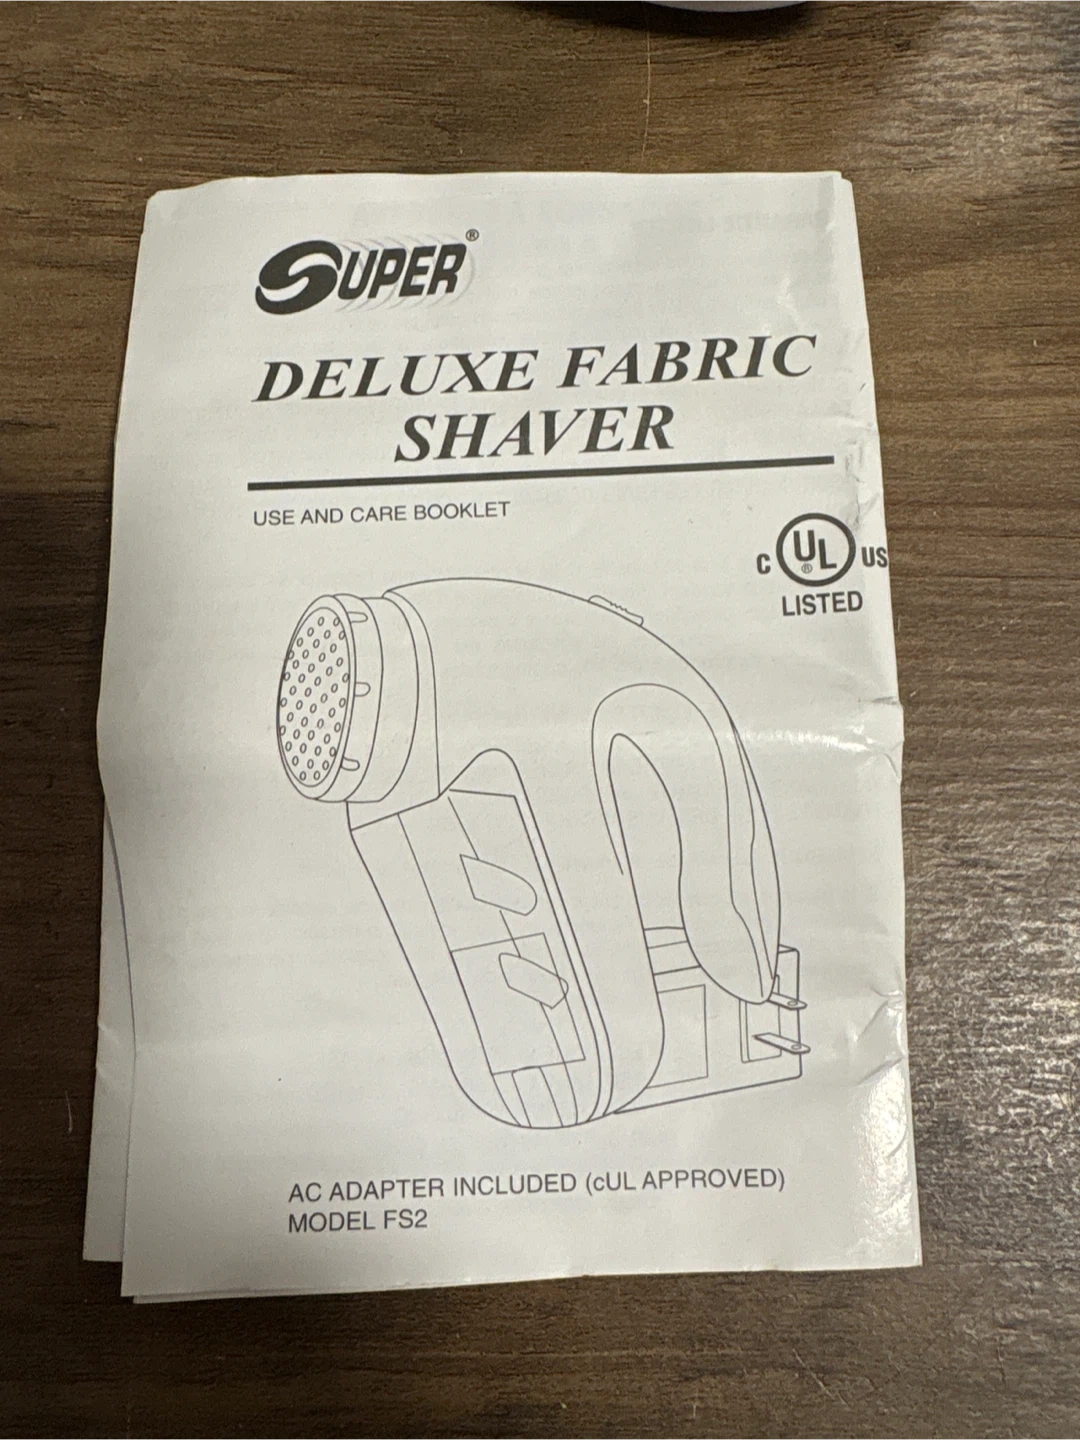 SUPER®
DELUXE FABRIC
SHAVER
USE AND CARE BOOKLET
C UL® US
LISTED
AC ADAPTER INCLUDED (cUL APPROVED)
MODEL FS2